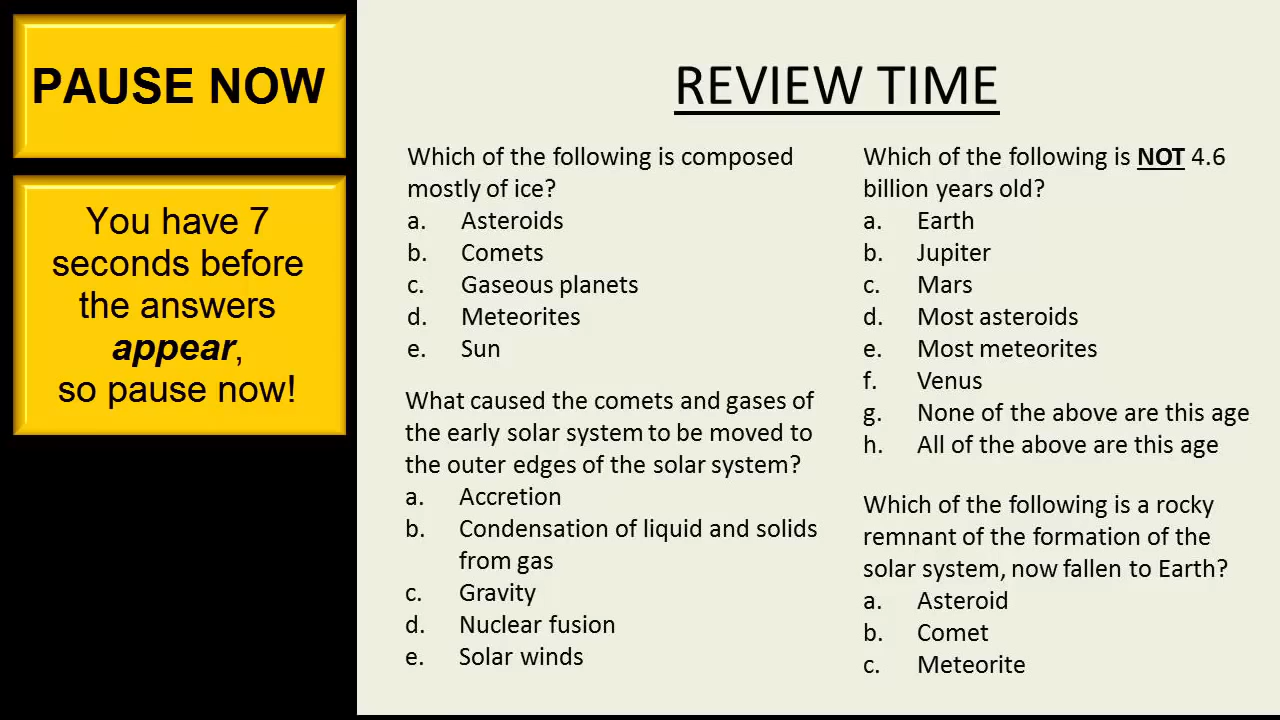 PAUSE NOW
You have 7
seconds before
the answers
appear,
so pause now!
REVIEW TIME
Which of the following is composed
mostly of ice?
a. Asteroids
b. Comets
c. Gaseous planets
d. Meteorites
e. Sun
What caused the comets and gases of
the early solar system to be moved to
the outer edges of the solar system?
a. Accretion
b. Condensation of liquid and solids
from gas
c. Gravity
d. Nuclear fusion
e. Solar winds
Which of the following is NOT 4.6
billion years old?
a. Earth
b. Jupiter
c. Mars
d. Most asteroids
e. Most meteorites
f. Venus
g. None of the above are this age
h. All of the above are this age
Which of the following is a rocky
remnant of the formation of the
solar system, now fallen to Earth?
a. Asteroid
b. Comet
c. Meteorite